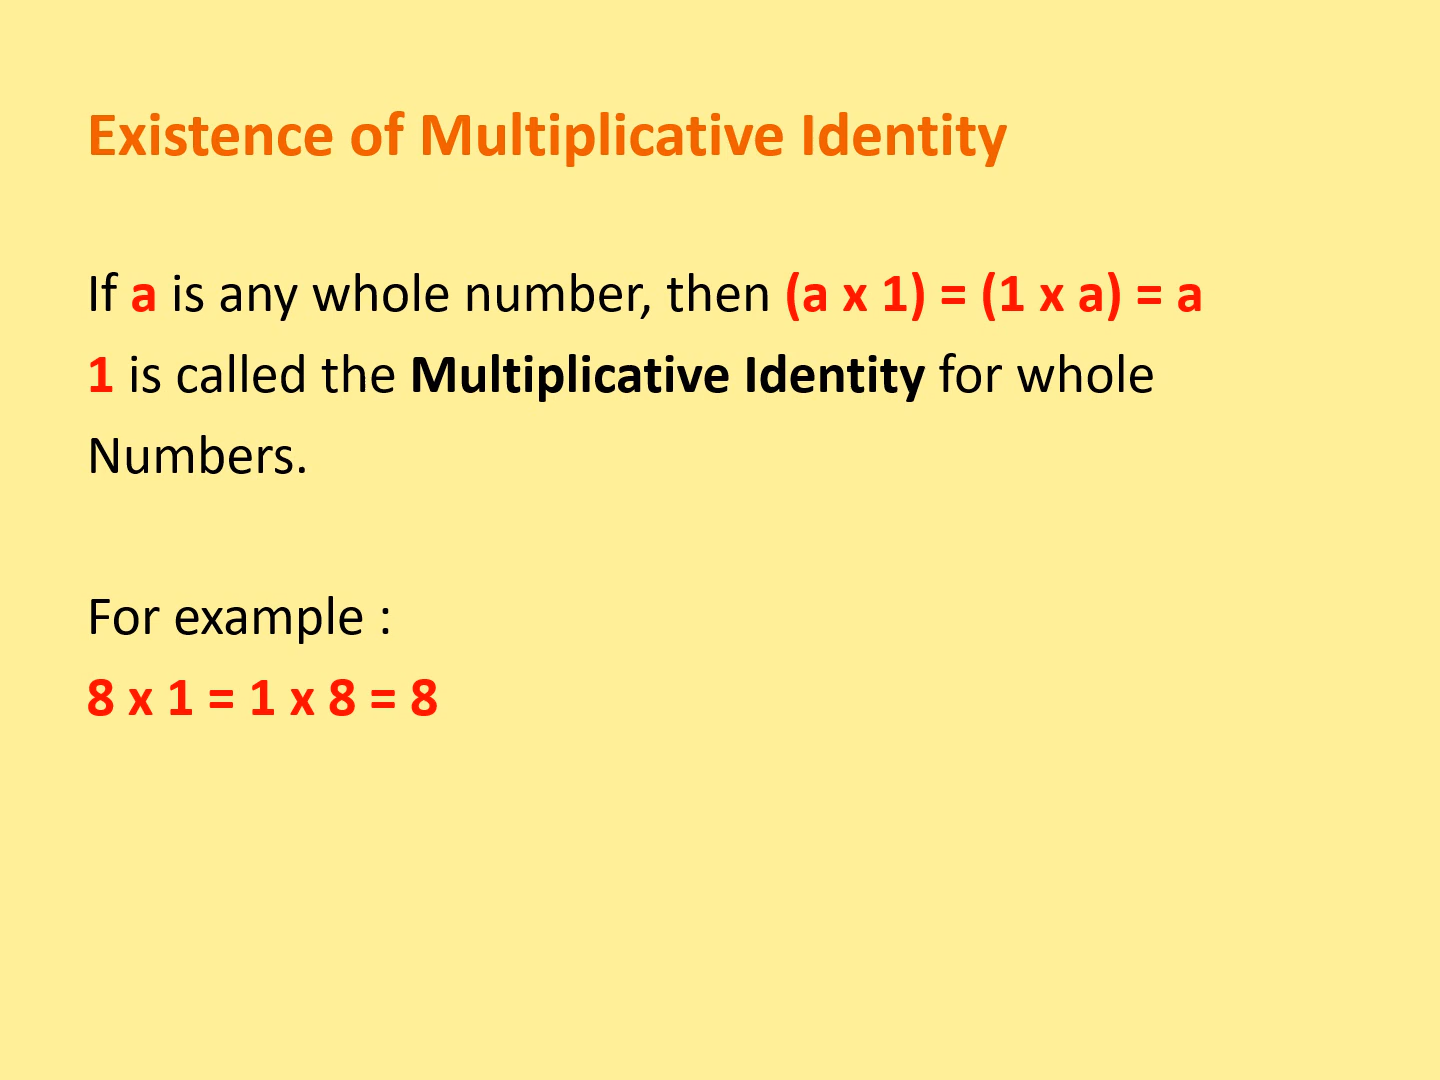 Existence of Multiplicative Identity
If a is any whole number, then (a x 1) = (1 x a) = a
1 is called the Multiplicative Identity for whole
Numbers.
For example :
8 x 1 = 1 x 8 = 8